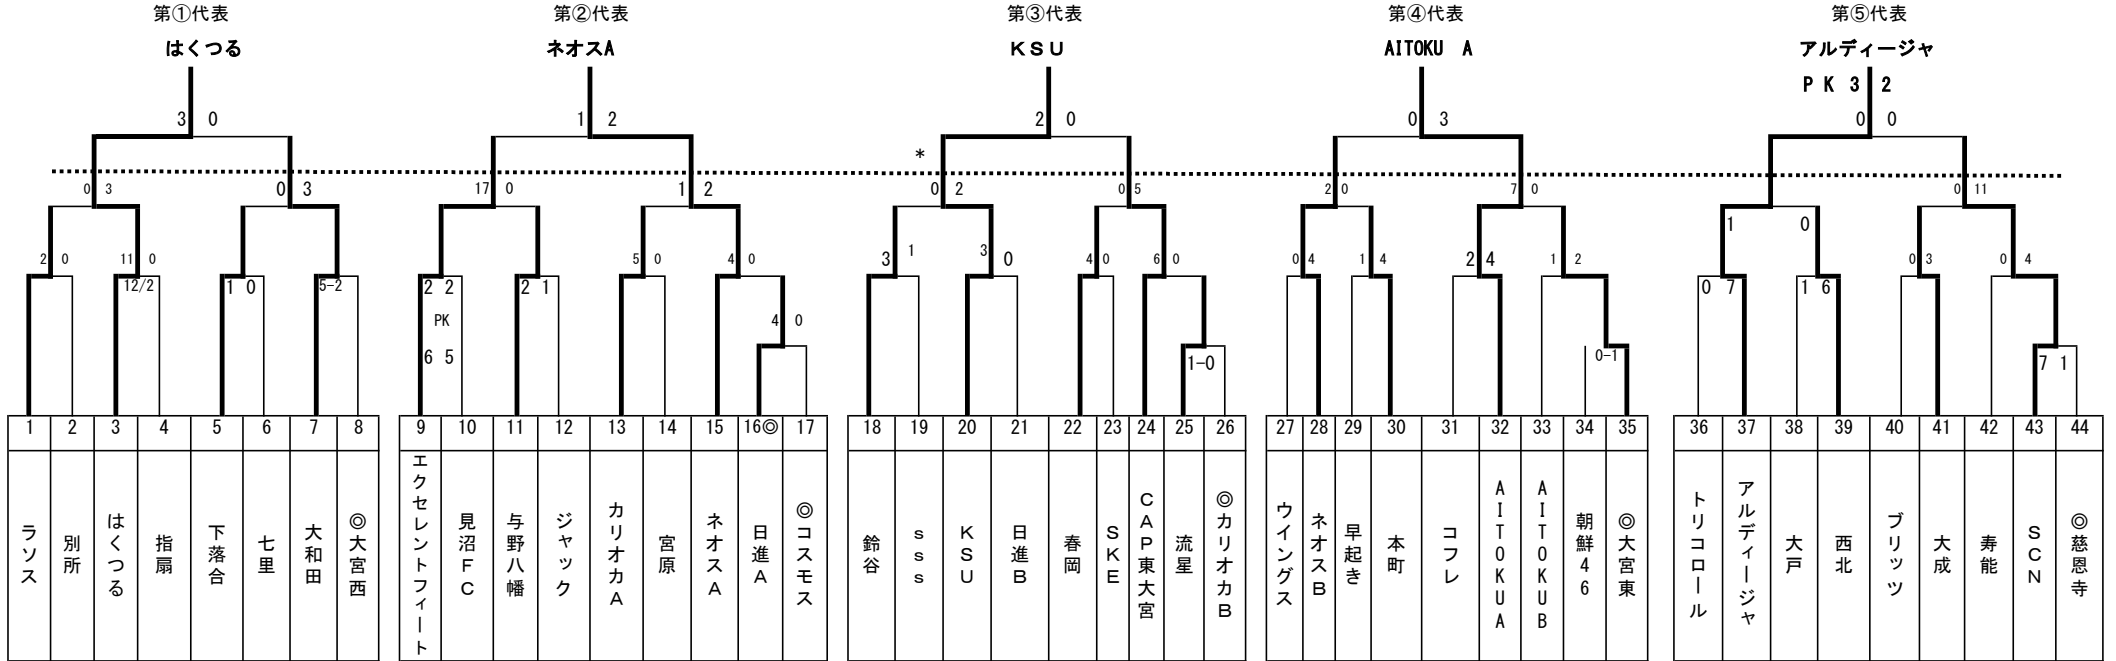 第①代表 第②代表 第③代表 第④代表 第⑤代表
はくつる ネオスA KSU AITOKU A アルディージャ
PK 3 2
3 0 1 2 2 0 0 3 0 0
*
0 3 0 3 17 0 1 2 0 2 0 5 2 0 7 0 0 11
1 0
2 0 11 0 5 0 4 0 3 1 3 0 4 0 6 0 0 4 1 4 2 4 1 2 0 3 0 4
12/2 1 0 5-2 2 2 2 1 0 7 1 6
PK 4 0
6 5 1-0 0-1 7 1
1 2 3 4 5 6 7 8 9 10 11 12 13 14 15 16◎ 17 18 19 20 21 22 23 24 25 26 27 28 29 30 31 32 33 34 35 36 37 38 39 40 41 42 43 44
ラソス
別所
はくつる
指扇
下落合
七里
大和田
◎大宮西
エクセレントフィート
見沼FC
与野八幡
ジャック
カリオカA
宮原
ネオスA
日進A
◎コスモス
鈴谷
sss
KSU
日進B
春岡
SKE
CAP東大宮
流星
◎カリオカB
ウイングス
ネオスB
早起き
本町
コフレ
AITOKUA
AITOKUB
朝鮮46
◎大宮東
トリコロール
アルディージャ
大戸
西北
ブリッツ
大成
寿能
SCN
◎慈恩寺